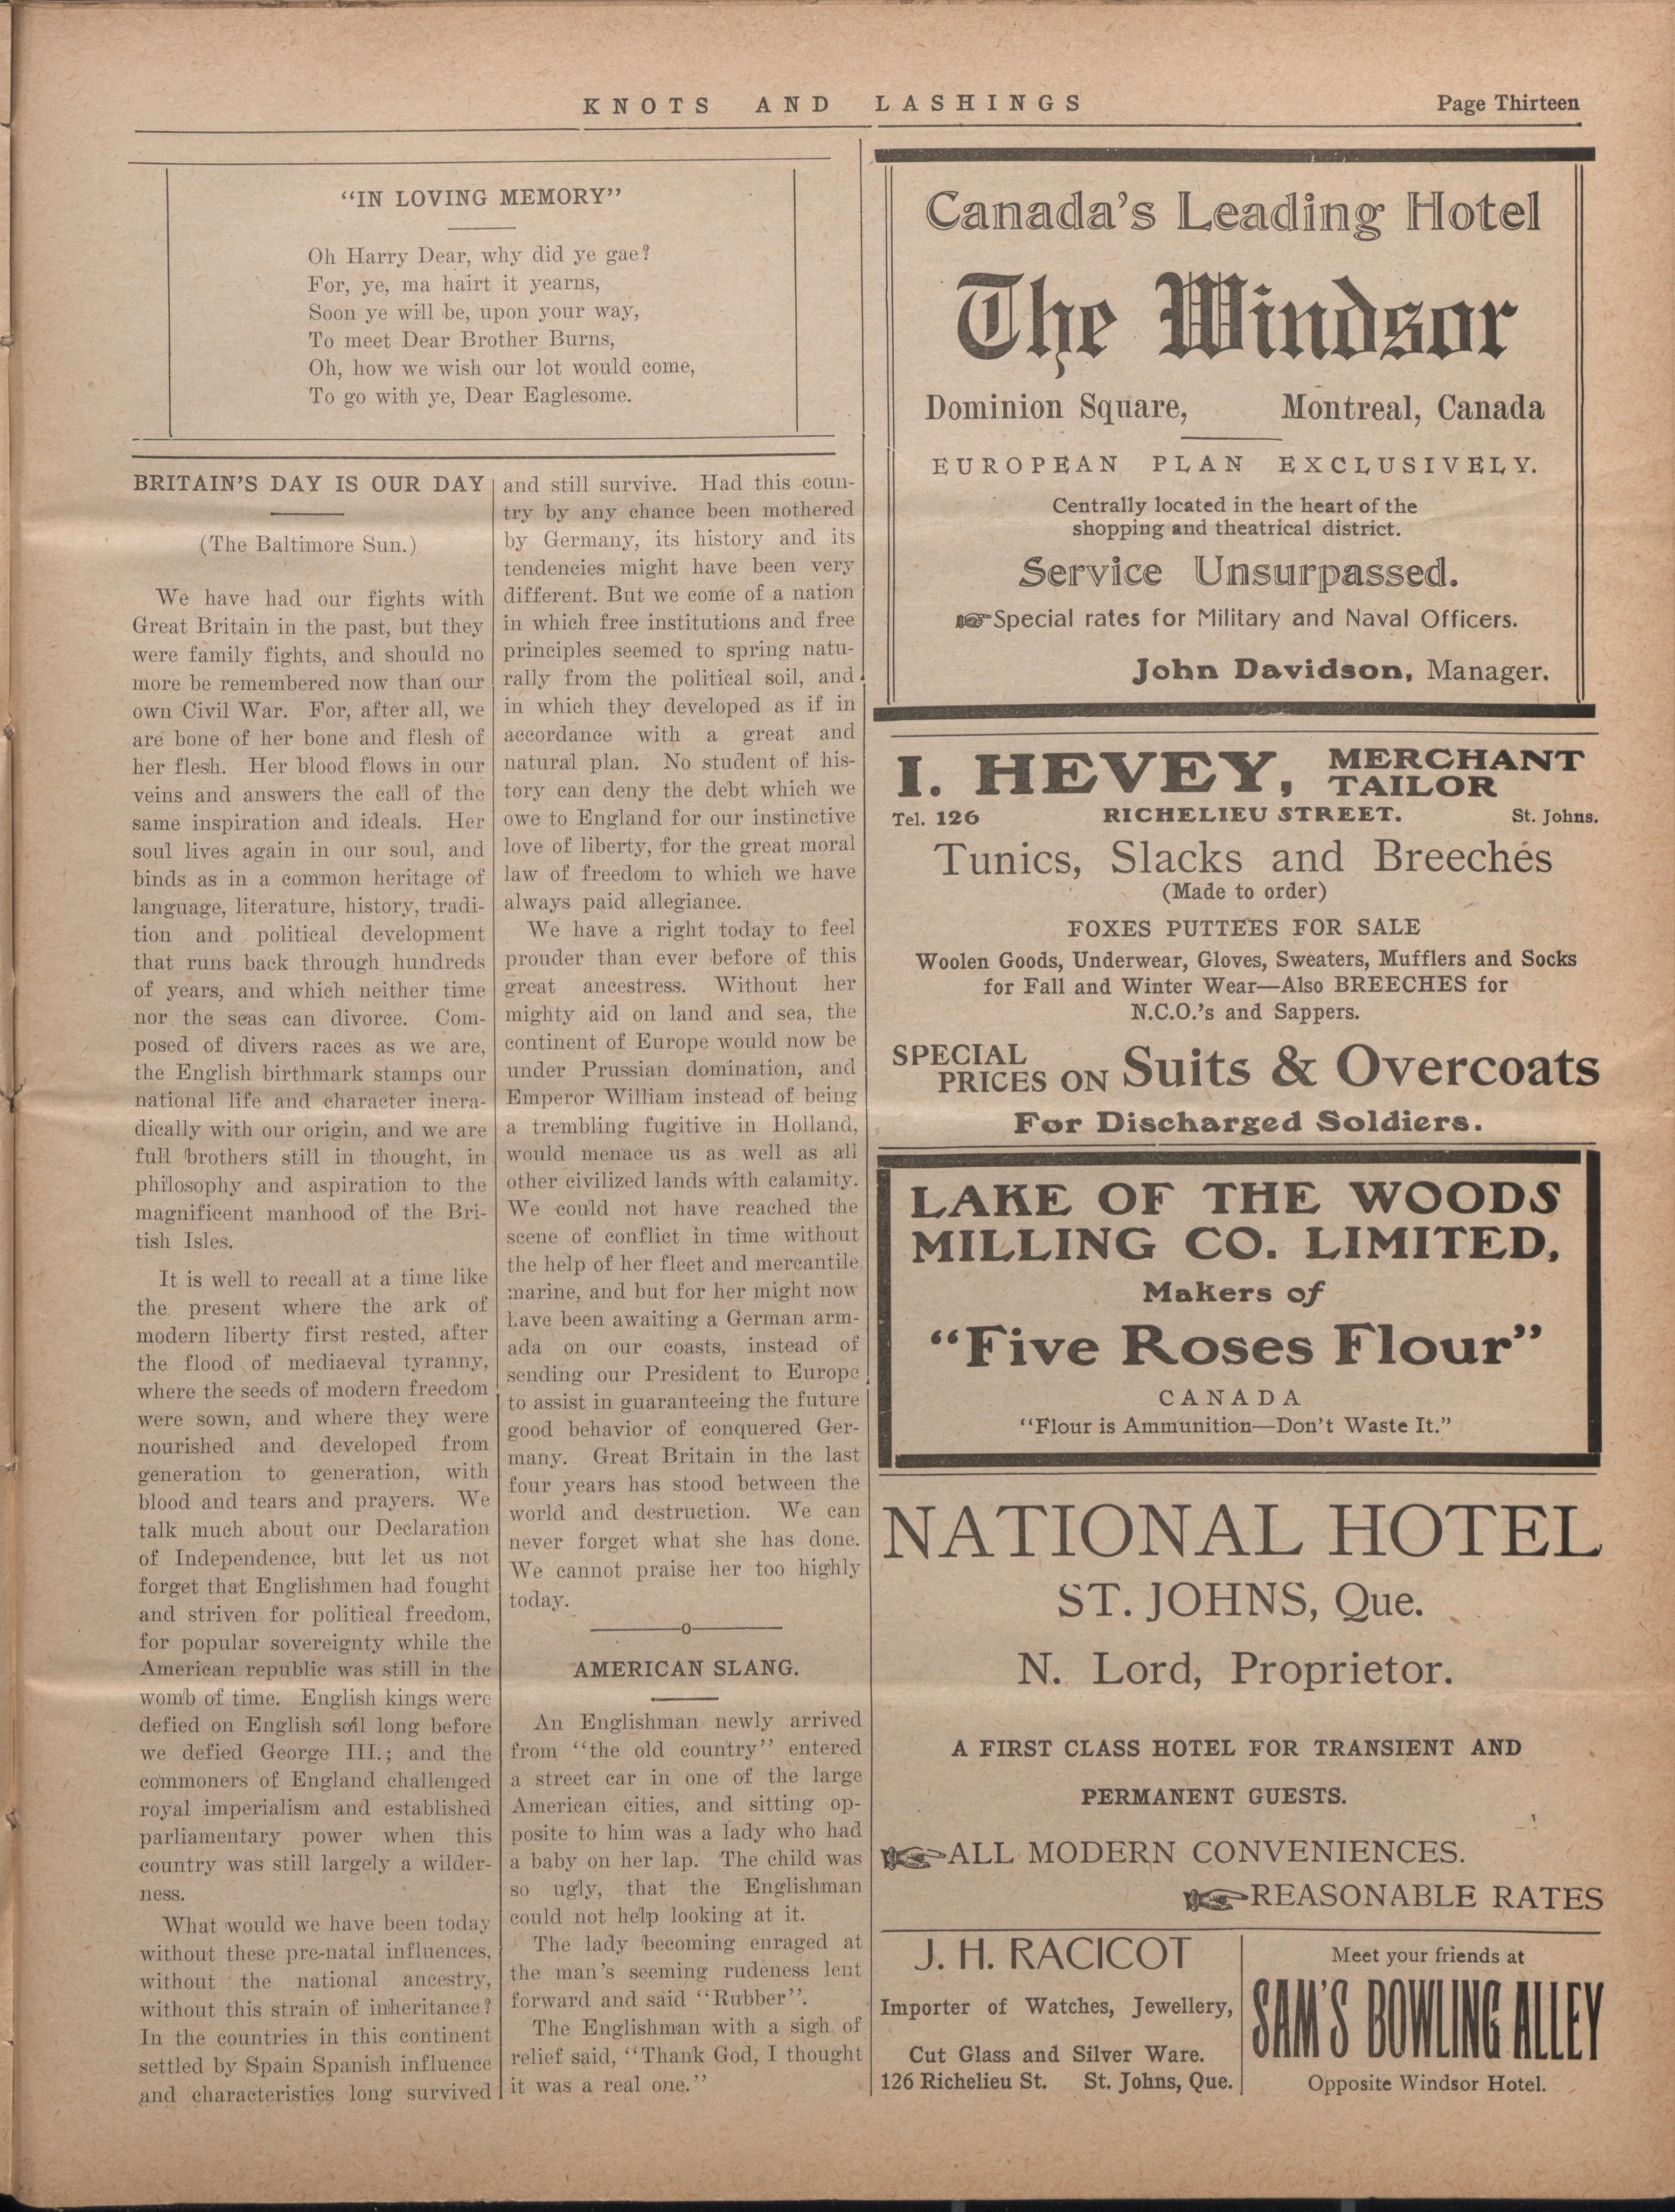 KNOTS AND LASHINGS
Page Thirteen
"IN LOVING MEMORY"
Oh Harry Dear, why did ye gae?
For, ye, ma hairt it yearns,
Soon ye will be, upon your way,
To meet Dear Brother Burns,
Oh, how we wish our lot would come,
To go with ye, Dear Eaglesome.
BRITAIN'S DAY IS OUR DAY
(The Baltimore Sun.)
We have had our fights with
Great Britain in the past, but they
were family fights, and should no
more be remembered now than our
own Civil War. For, after all, we
are bone of her bone and flesh of
her flesh. Her blood flows in our
veins and answers the call of the
same inspiration and ideals. Her
soul lives again in our soul, and
binds as in a common heritage of
language, literature, history, tradi-
tion and political development
that runs back through hundreds
of years, and which neither time
nor the seas can divorce. Com-
posed of divers races as we are,
the English birthmark stamps our
national life and character inera-
dically with our origin, and we are
full brothers still in thought, in
philosophy and aspiration to the
magnificent manhood of the Bri-
tish Isles.
It is well to recall at a time like
the present where the ark of
modern liberty first rested, after
the flood of mediaeval tyranny,
where the seeds of modern freedom
were sown, and where they were
nourished and developed from
generation to generation, with
blood and tears and prayers. We
talk much about our Declaration
of Independence, but let us not
forget that Englishmen had fought
and striven for political freedom,
for popular sovereignty while the
American republic was still in the
womb of time. English kings were
defied on English soil long before
we defied George III.; and the
commoners of England challenged
royal imperialism and established
parliamentary power when this
country was still largely a wilder-
ness.
What would we have been today
without these pre-natal influences,
without the national ancestry,
without this strain of inheritance?
In the countries in this continent
settled by Spain Spanish influence
and characteristics long survived
and still survive. Had this coun-
try by any chance been mothered
by Germany, its history and its
tendencies might have been very
different. But we come of a nation
in which free institutions and free
principles seemed to spring natu-
rally from the political soil, and
in which they developed as if in
accordance with a great and
natural plan. No student of his-
tory can deny the debt which we
owe to England for our instinctive
love of liberty, for the great moral
law of freedom to which we have
always paid allegiance.
We have a right today to feel
prouder than ever before of this
great ancestress. Without her
mighty aid on land and sea, the
continent of Europe would now be
under Prussian domination, and
Emperor William instead of being
a trembling fugitive in Holland,
would menace us as well as all
other civilized lands with calamity.
We could not have reached the
scene of conflict in time without
the help of her fleet and mercantile
marine, and but for her might now
have been awaiting a German arm-
ada on our coasts, instead of
sending our President to Europe
to assist in guaranteeing the future
good behavior of conquered Ger-
many. Great Britain in the last
four years has stood between the
world and destruction. We can
never forget what she has done.
We cannot praise her too highly
today.
o
AMERICAN SLANG.
An Englishman newly arrived
from "the old country" entered
a street car in one of the large
American cities, and sitting op-
posite to him was a lady who had
a baby on her lap. The child was
so ugly, that the Englishman
could not help looking at it.
The lady becoming enraged at
the man's seeming rudeness lent
forward and said "Rubber".
The Englishman with a sigh of
relief said, "Thank God, I thought
it was a real one."
Canada's Leading Hotel
The Windsor
Dominion Square, Montreal, Canada
EUROPEAN PLAN EXCLUSIVELY.
Centrally located in the heart of the
shopping and theatrical district.
Service Unsurpassed.
☞Special rates for Military and Naval Officers.
John Davidson, Manager.
I. HEVEY, MERCHANT
TAILOR
Tel. 126 RICHELIEU STREET. St. Johns.
Tunics, Slacks and Breeches
(Made to order)
FOXES PUTTEES FOR SALE
Woolen Goods, Underwear, Gloves, Sweaters, Mufflers and Socks
for Fall and Winter Wear—Also BREECHES for
N.C.O.'s and Sappers.
SPECIAL
PRICES ON Suits & Overcoats
For Discharged Soldiers.
LAKE OF THE WOODS
MILLING CO. LIMITED,
Makers of
"Five Roses Flour"
CANADA
"Flour is Ammunition—Don't Waste It."
NATIONAL HOTEL
ST. JOHNS, Que.
N. Lord, Proprietor.
A FIRST CLASS HOTEL FOR TRANSIENT AND
PERMANENT GUESTS.
☞ALL MODERN CONVENIENCES.
☞REASONABLE RATES
J. H. RACICOT
Importer of Watches, Jewellery,
Cut Glass and Silver Ware.
126 Richelieu St. St. Johns, Que.
Meet your friends at
SAM'S BOWLING ALLEY
Opposite Windsor Hotel.